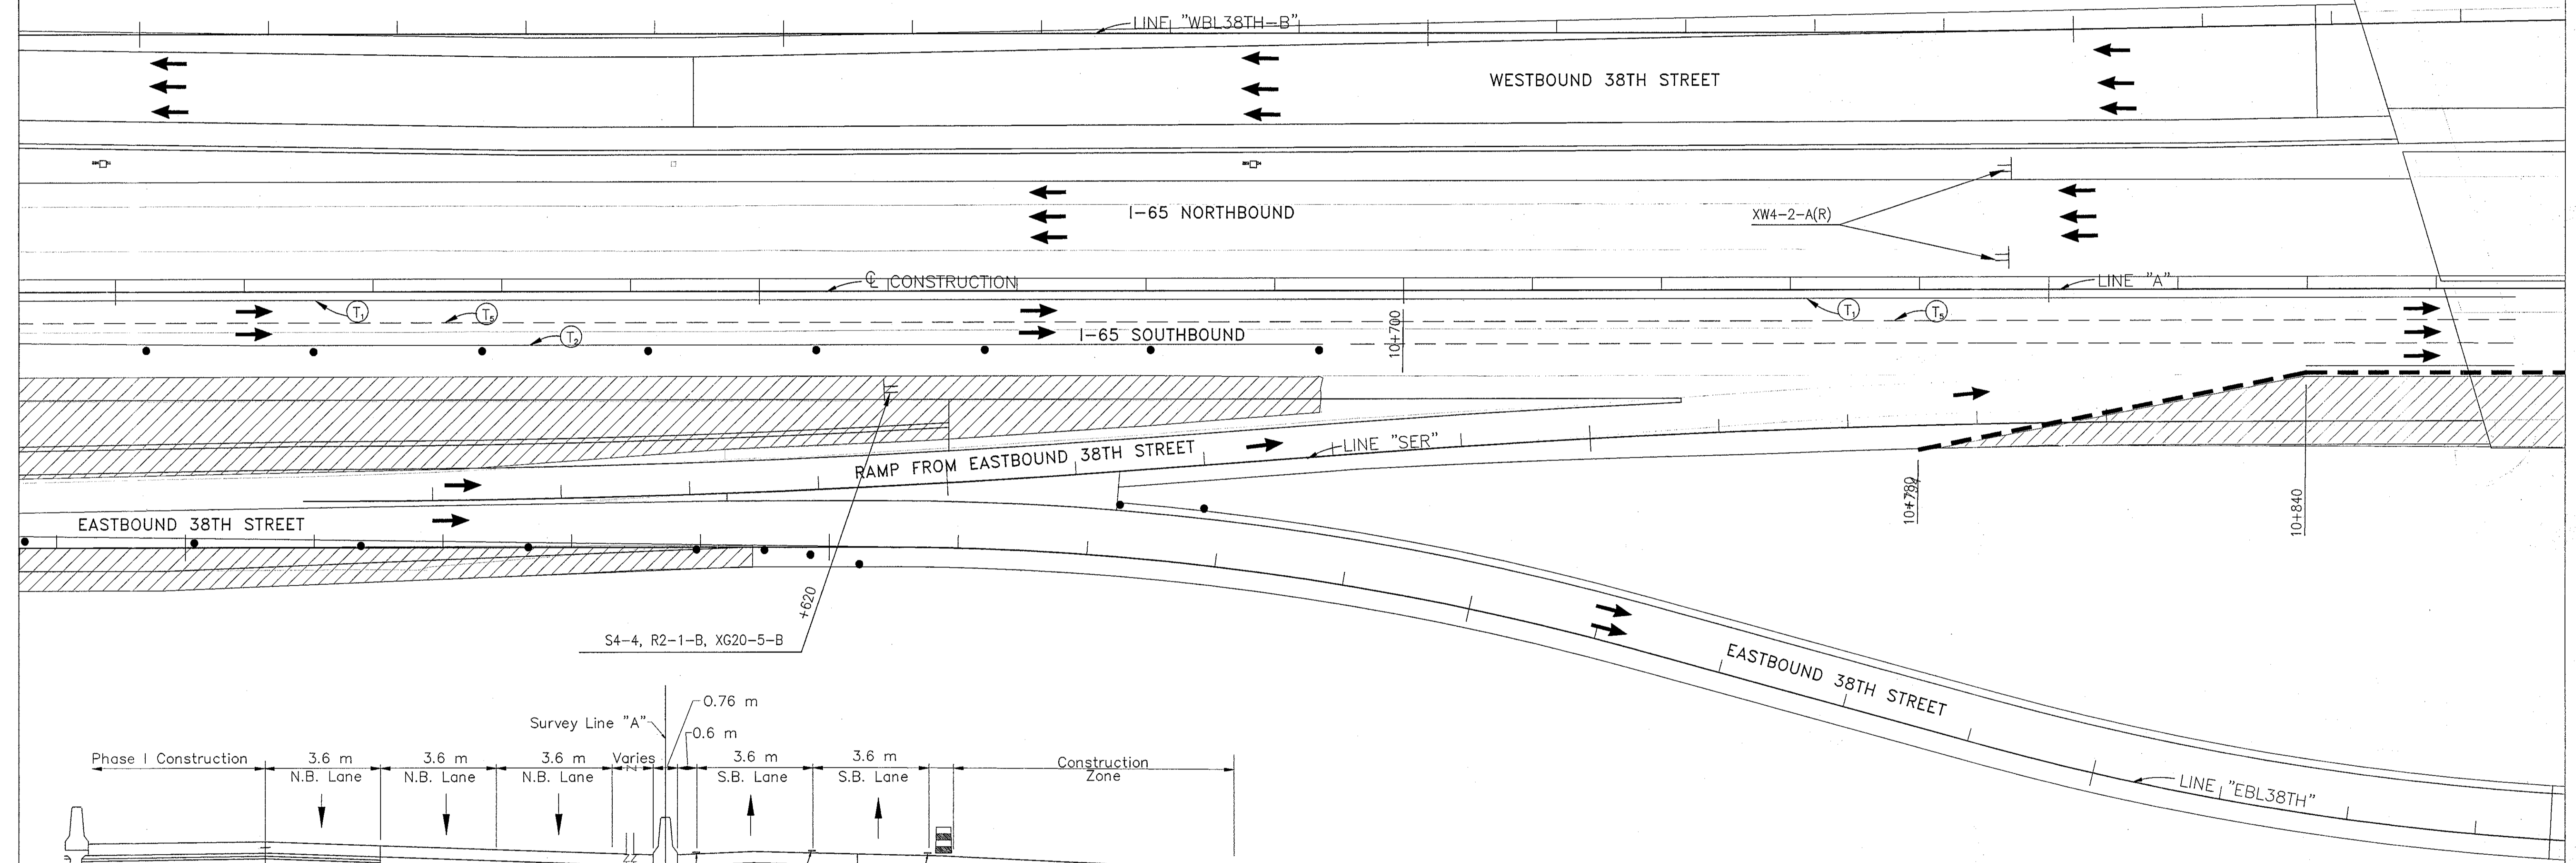 LINE "WBL38TH-B"
WESTBOUND 38TH STREET
I-65 NORTHBOUND
XW4-2-A(R)
℄ CONSTRUCTION
LINE "A"
T1
T5
T1
T5
T2
I-65 SOUTHBOUND
10+700
RAMP FROM EASTBOUND 38TH STREET
LINE "SER"
EASTBOUND 38TH STREET
10+780
10+840
+620
S4-4, R2-1-B, XG20-5-B
EASTBOUND 38TH STREET
LINE "EBL38TH"
Survey Line "A"
0.76 m
0.6 m
Phase I Construction
3.6 m
N.B. Lane
3.6 m
N.B. Lane
3.6 m
N.B. Lane
Varies
3.6 m
S.B. Lane
3.6 m
S.B. Lane
Construction
Zone